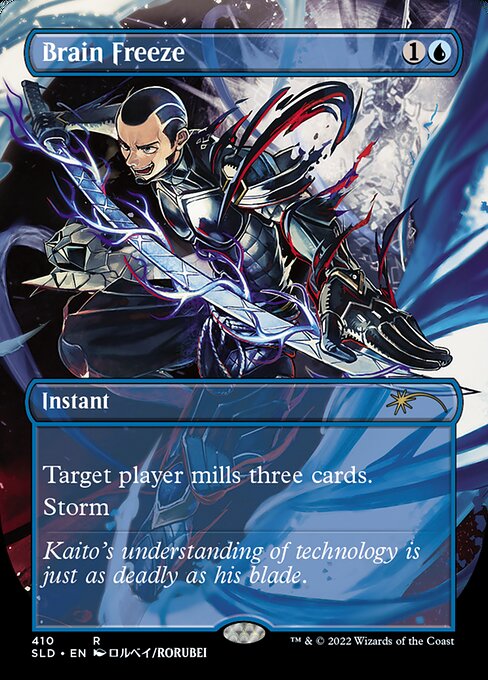 Brain Freeze 1
Instant
Target player mills three cards.
Storm
Kaito's understanding of technology is
just as deadly as his blade.
410 R
SLD • EN ロルベイ/RORUBEI
™ & © 2022 Wizards of the Coast